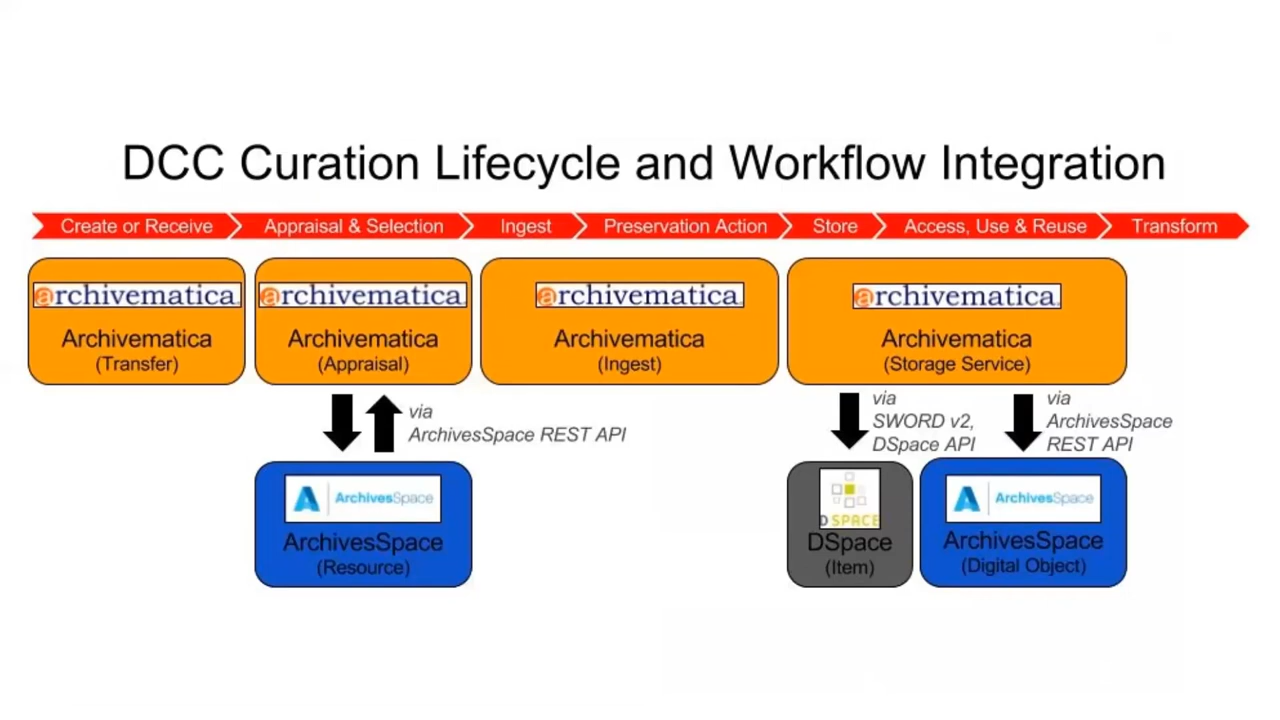 DCC Curation Lifecycle and Workflow Integration
Create or Receive
Appraisal & Selection
Ingest
Preservation Action
Store
Access, Use & Reuse
Transform
archivematica
Archivematica
(Transfer)
archivematica
Archivematica
(Appraisal)
archivematica
Archivematica
(Ingest)
archivematica
Archivematica
(Storage Service)
via
ArchivesSpace REST API
via
SWORD v2,
DSpace API
via
ArchivesSpace
REST API
ArchivesSpace
ArchivesSpace
(Resource)
DSPACE
DSpace
(Item)
ArchivesSpace
ArchivesSpace
(Digital Object)